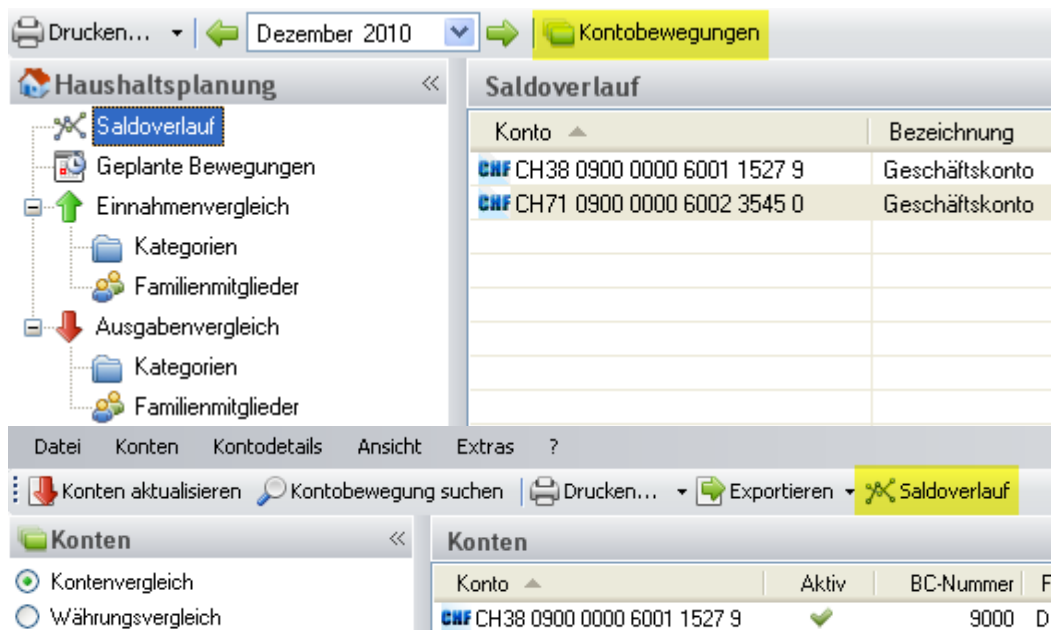 Drucken... Dezember 2010 Kontobewegungen
Haushaltsplanung «
Saldoverlauf
Geplante Bewegungen
Einnahmenvergleich
Kategorien
Familienmitglieder
Ausgabenvergleich
Kategorien
Familienmitglieder
Saldoverlauf
Konto Bezeichnung
CHF CH38 0900 0000 6001 1527 9 Geschäftskonto
CHF CH71 0900 0000 6002 3545 0 Geschäftskonto
Datei Konten Kontodetails Ansicht Extras ?
Konten aktualisieren Kontobewegung suchen Drucken... Exportieren Saldoverlauf
Konten «
Kontenvergleich
Währungsvergleich
Konten
Konto Aktiv BC-Nummer F
CHF CH38 0900 0000 6001 1527 9 9000 D